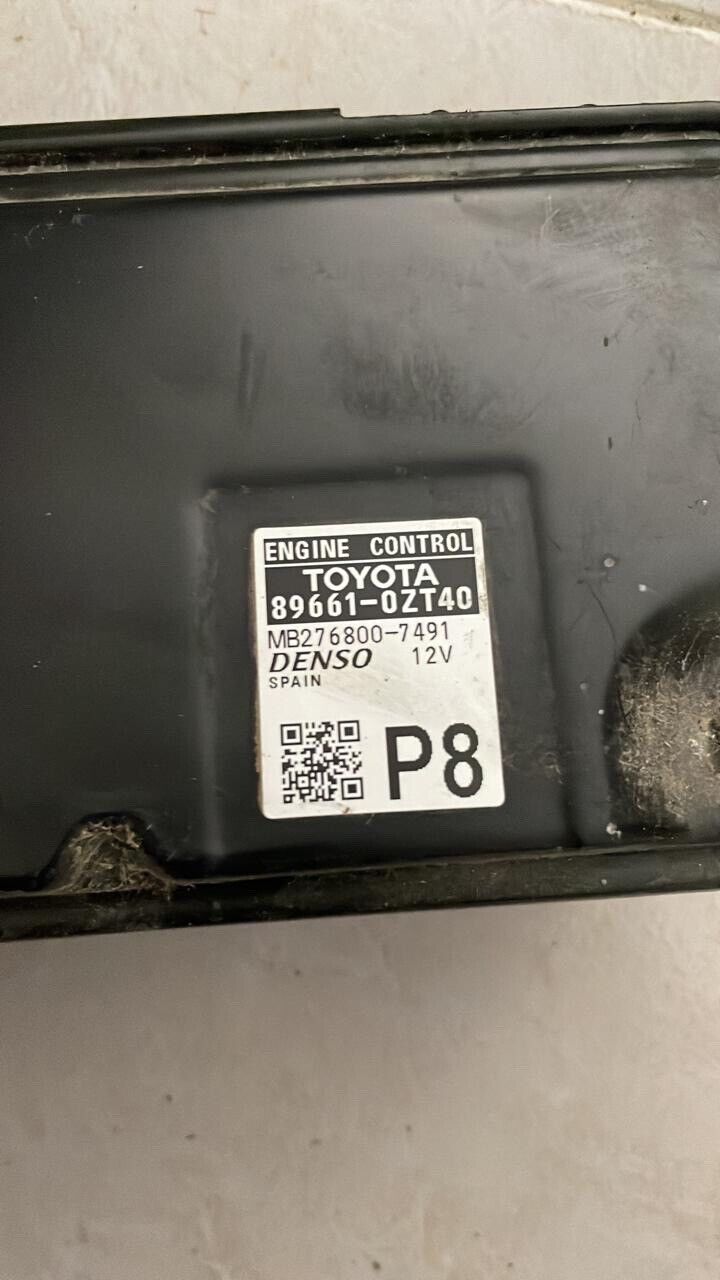 ENGINE CONTROL
TOYOTA
89661-0ZT40
MB276800-7491
DENSO 12V
SPAIN
P8